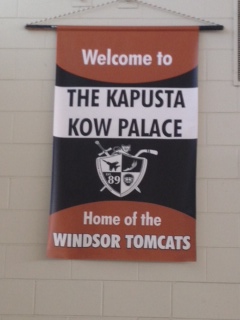 Welcome to
THE KAPUSTA
KOW PALACE
89
Home of the
WINDSOR TOMCATS